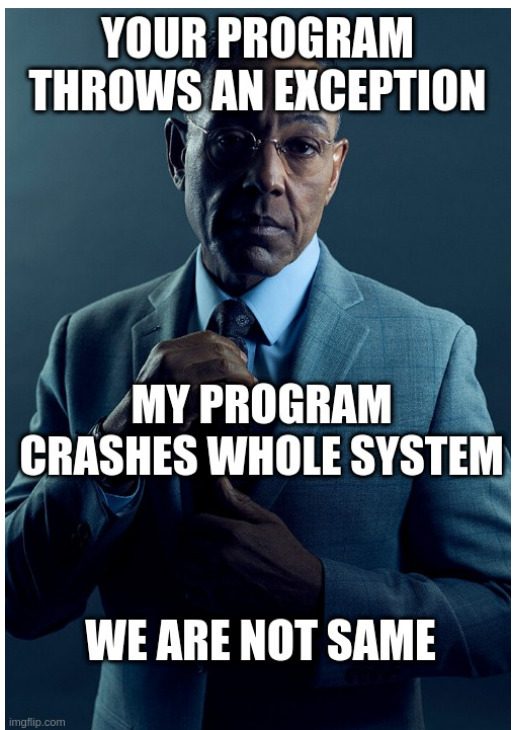 YOUR PROGRAM
THROWS AN EXCEPTION
MY PROGRAM
CRASHES WHOLE SYSTEM
WE ARE NOT SAME
imgflip.com